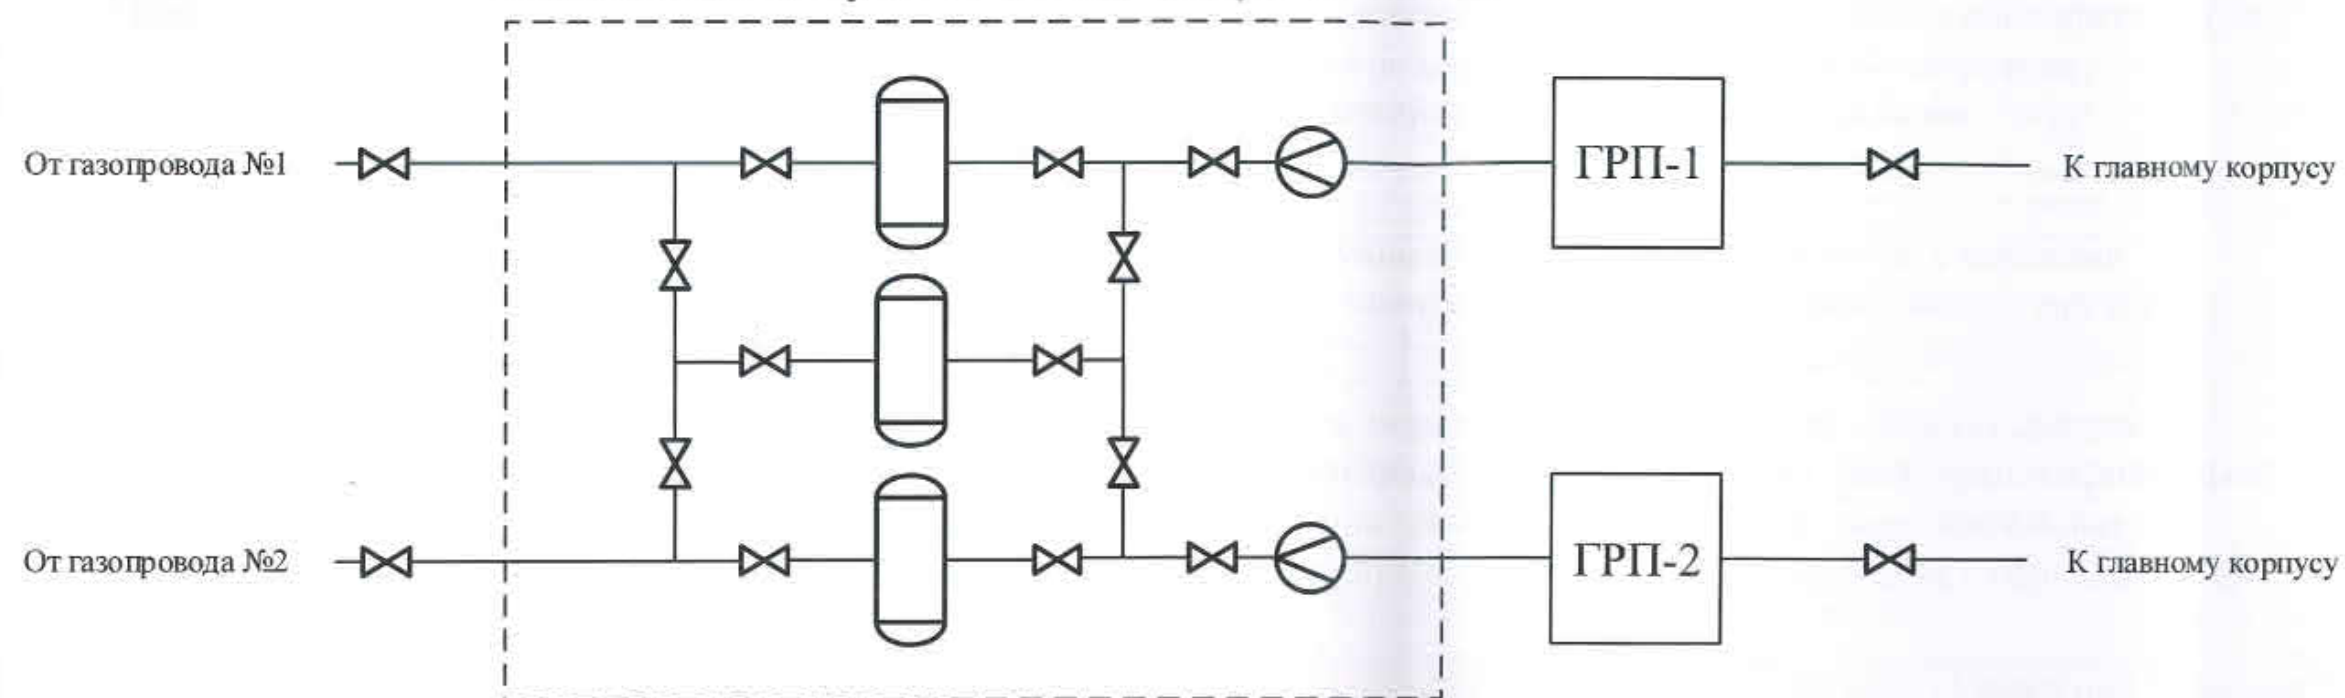 От газопровода №1
ГРП-1
К главному корпусу
От газопровода №2
ГРП-2
К главному корпусу